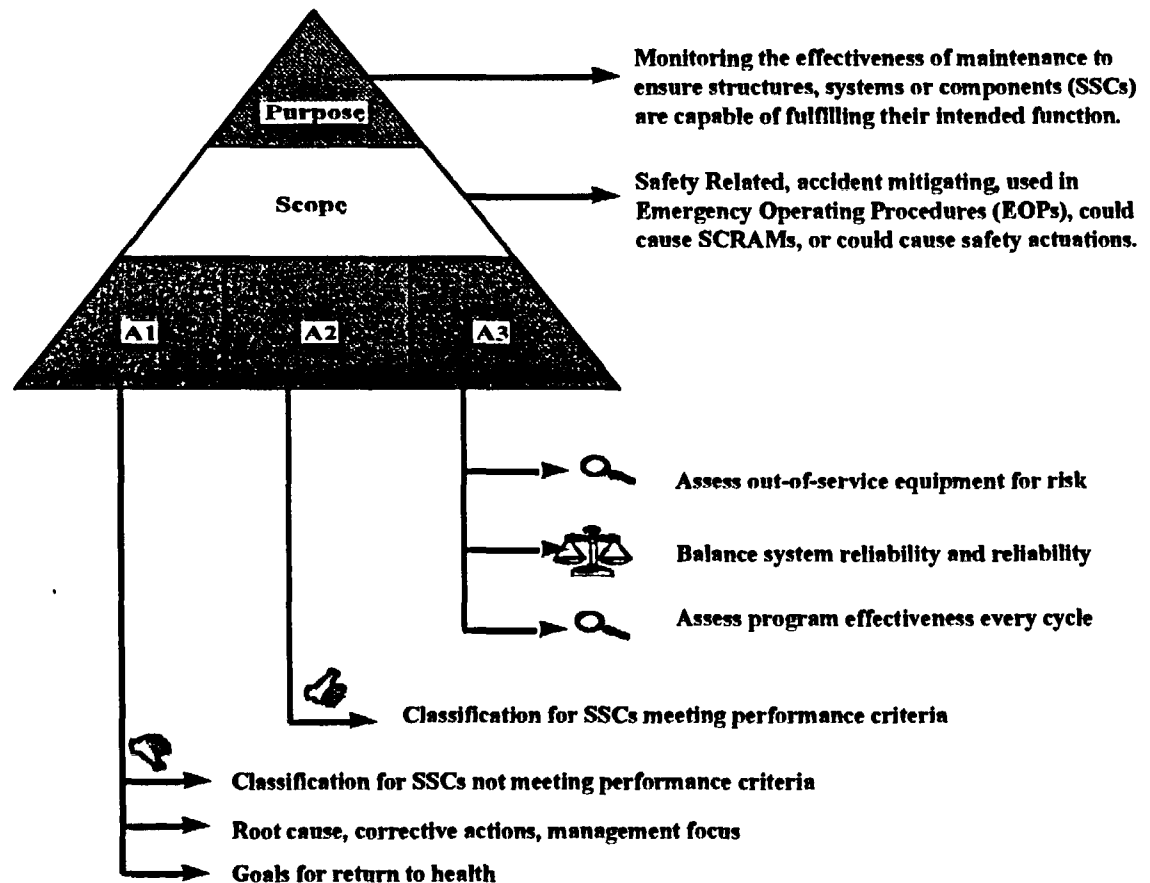 Monitoring the effectiveness of maintenance to
ensure structures, systems or components (SSCs)
are capable of fulfilling their intended function.
Purpose
Safety Related, accident mitigating, used in
Emergency Operating Procedures (EOPs), could
cause SCRAMs, or could cause safety actuations.
Scope
A1
A2
A3
Assess out-of-service equipment for risk
Balance system reliability and reliability
Assess program effectiveness every cycle
Classification for SSCs meeting performance criteria
Classification for SSCs not meeting performance criteria
Root cause, corrective actions, management focus
Goals for return to health